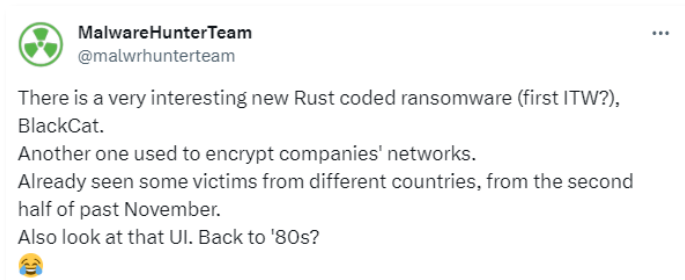 MalwareHunterTeam
@malwrhunterteam
There is a very interesting new Rust coded ransomware (first ITW?),
BlackCat.
Another one used to encrypt companies' networks.
Already seen some victims from different countries, from the second
half of past November.
Also look at that UI. Back to '80s?
😂